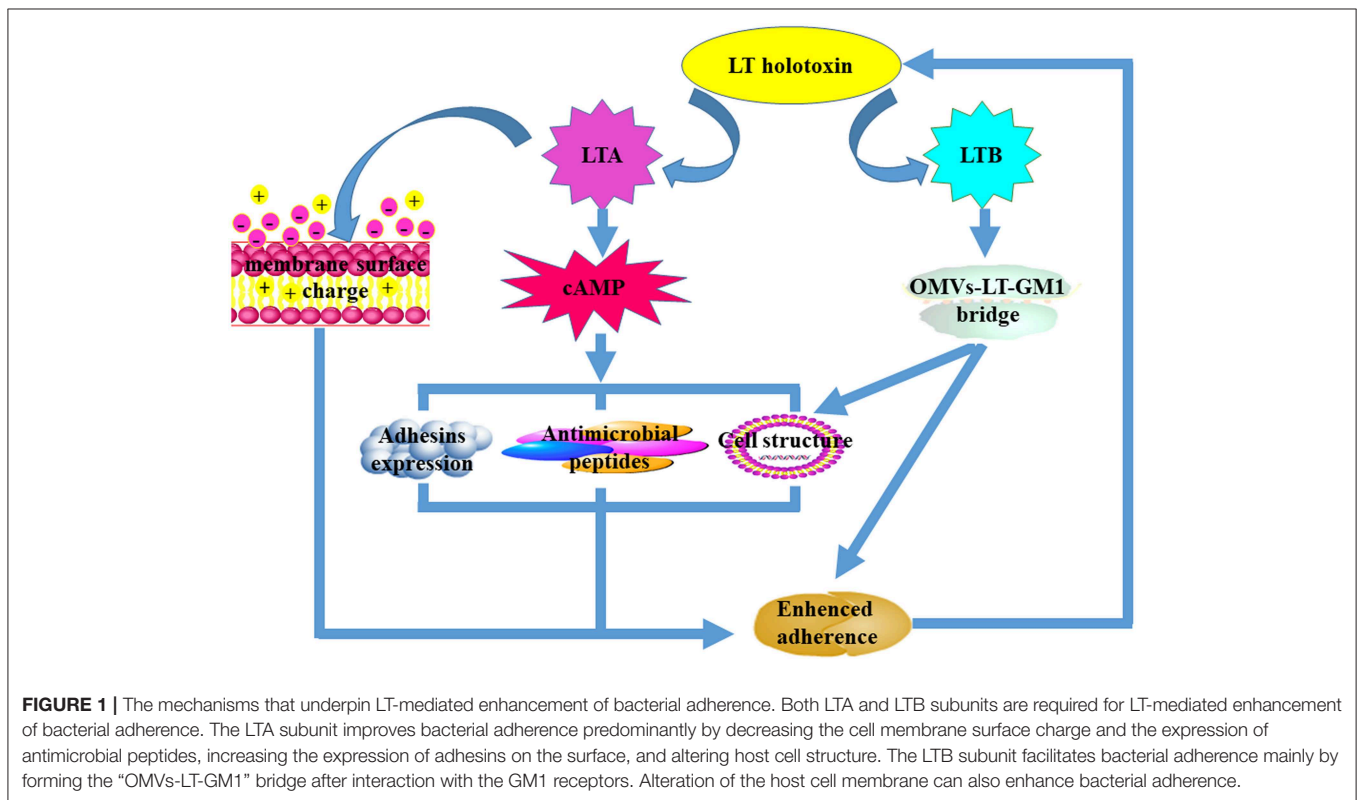 LT holotoxin
LTA
LTB
+
+
+
-
-
-
-
-
-
-
-
-
membrane surface
charge
+
+
+
cAMP
OMVs-LT-GM1
bridge
Adhesins
expression
Antimicrobial
peptides
Cell structure
Enhenced
adherence
FIGURE 1 | The mechanisms that underpin LT-mediated enhancement of bacterial adherence. Both LTA and LTB subunits are required for LT-mediated enhancement
of bacterial adherence. The LTA subunit improves bacterial adherence predominantly by decreasing the cell membrane surface charge and the expression of
antimicrobial peptides, increasing the expression of adhesins on the surface, and altering host cell structure. The LTB subunit facilitates bacterial adherence mainly by
forming the “OMVs-LT-GM1” bridge after interaction with the GM1 receptors. Alteration of the host cell membrane can also enhance bacterial adherence.